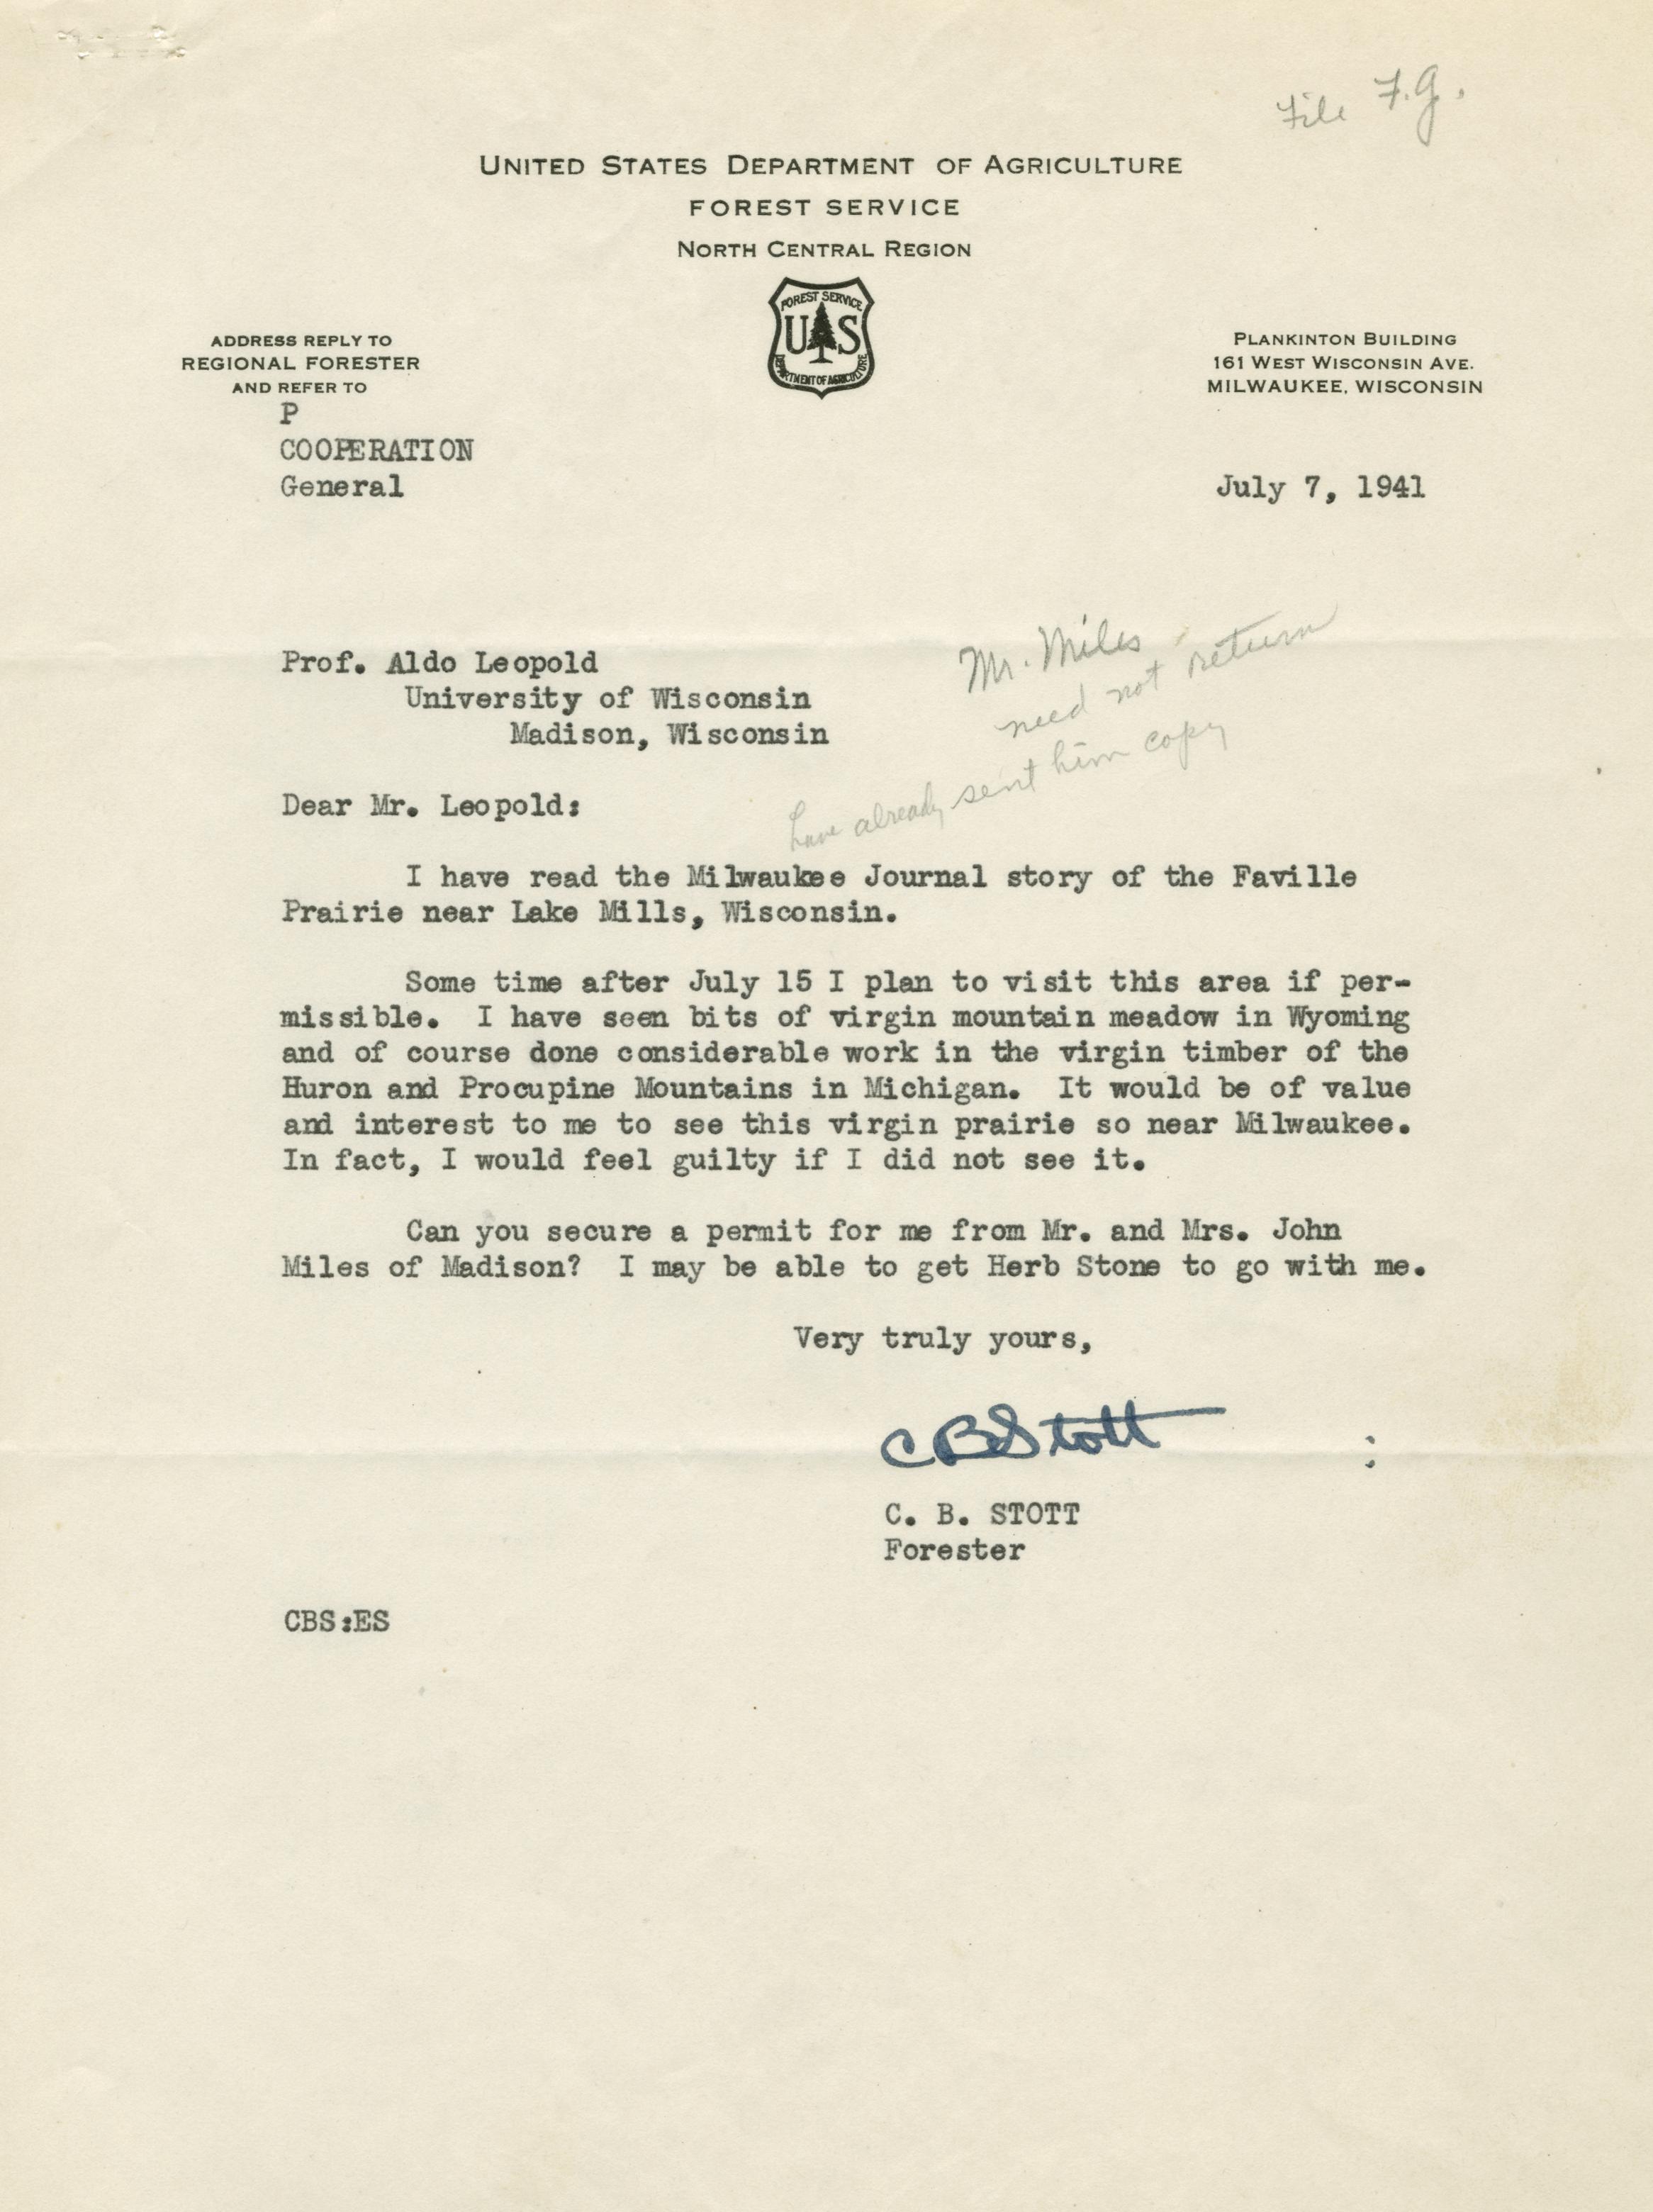 File F.G.
UNITED STATES DEPARTMENT OF AGRICULTURE
FOREST SERVICE
NORTH CENTRAL REGION
FOREST SERVICE
U S
DEPARTMENT OF AGRICULTURE
ADDRESS REPLY TO
REGIONAL FORESTER
AND REFER TO
PLANKINTON BUILDING
161 WEST WISCONSIN AVE.
MILWAUKEE, WISCONSIN
P
COOPERATION
General
July 7, 1941
Mr. Miles
need not return
have already sent him copy
Prof. Aldo Leopold
University of Wisconsin
Madison, Wisconsin
Dear Mr. Leopold:
I have read the Milwaukee Journal story of the Faville
Prairie near Lake Mills, Wisconsin.
Some time after July 15 I plan to visit this area if per-
missible. I have seen bits of virgin mountain meadow in Wyoming
and of course done considerable work in the virgin timber of the
Huron and Procupine Mountains in Michigan. It would be of value
and interest to me to see this virgin prairie so near Milwaukee.
In fact, I would feel guilty if I did not see it.
Can you secure a permit for me from Mr. and Mrs. John
Miles of Madison? I may be able to get Herb Stone to go with me.
Very truly yours,
C B Stott
C. B. STOTT
Forester
CBS:ES